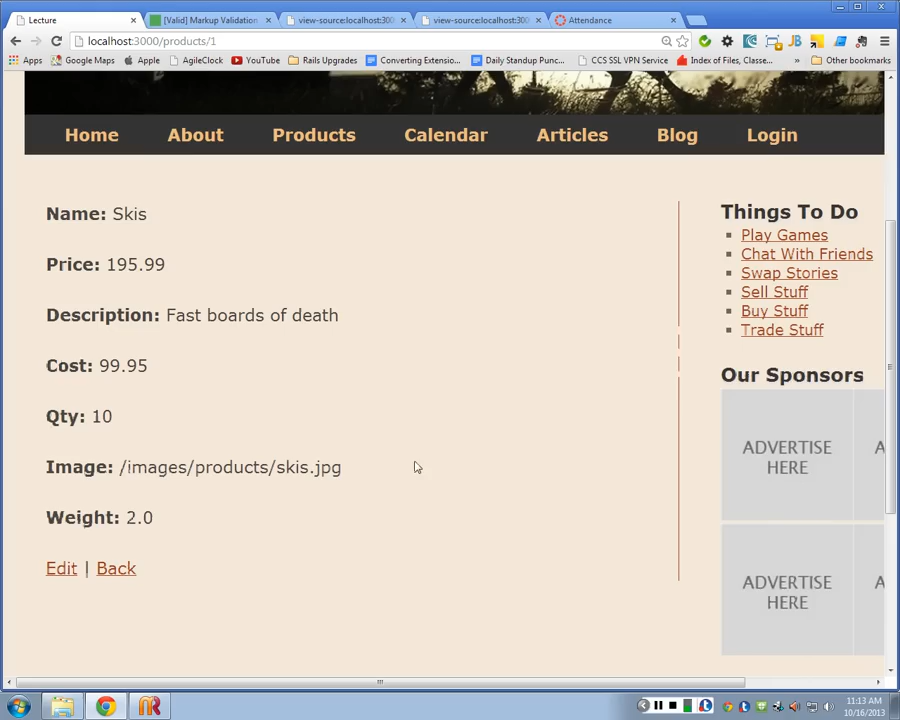 Lecture
[Valid] Markup Validation
view-source:localhost:300
view-source:localhost:300
Attendance
localhost:3000/products/1
Apps
Google Maps
Apple
AgileClock
YouTube
Rails Upgrades
Converting Extensio...
Daily Standup Punc...
CCS SSL VPN Service
Index of Files, Classe...
»
Other bookmarks
Home
About
Products
Calendar
Articles
Blog
Login
Name: Skis
Price: 195.99
Description: Fast boards of death
Cost: 99.95
Qty: 10
Image: /images/products/skis.jpg
Weight: 2.0
Edit | Back
Things To Do
Play Games
Chat With Friends
Swap Stories
Sell Stuff
Buy Stuff
Trade Stuff
Our Sponsors
ADVERTISE
HERE
A
ADVERTISE
HERE
A
11:13 AM
10/16/2013